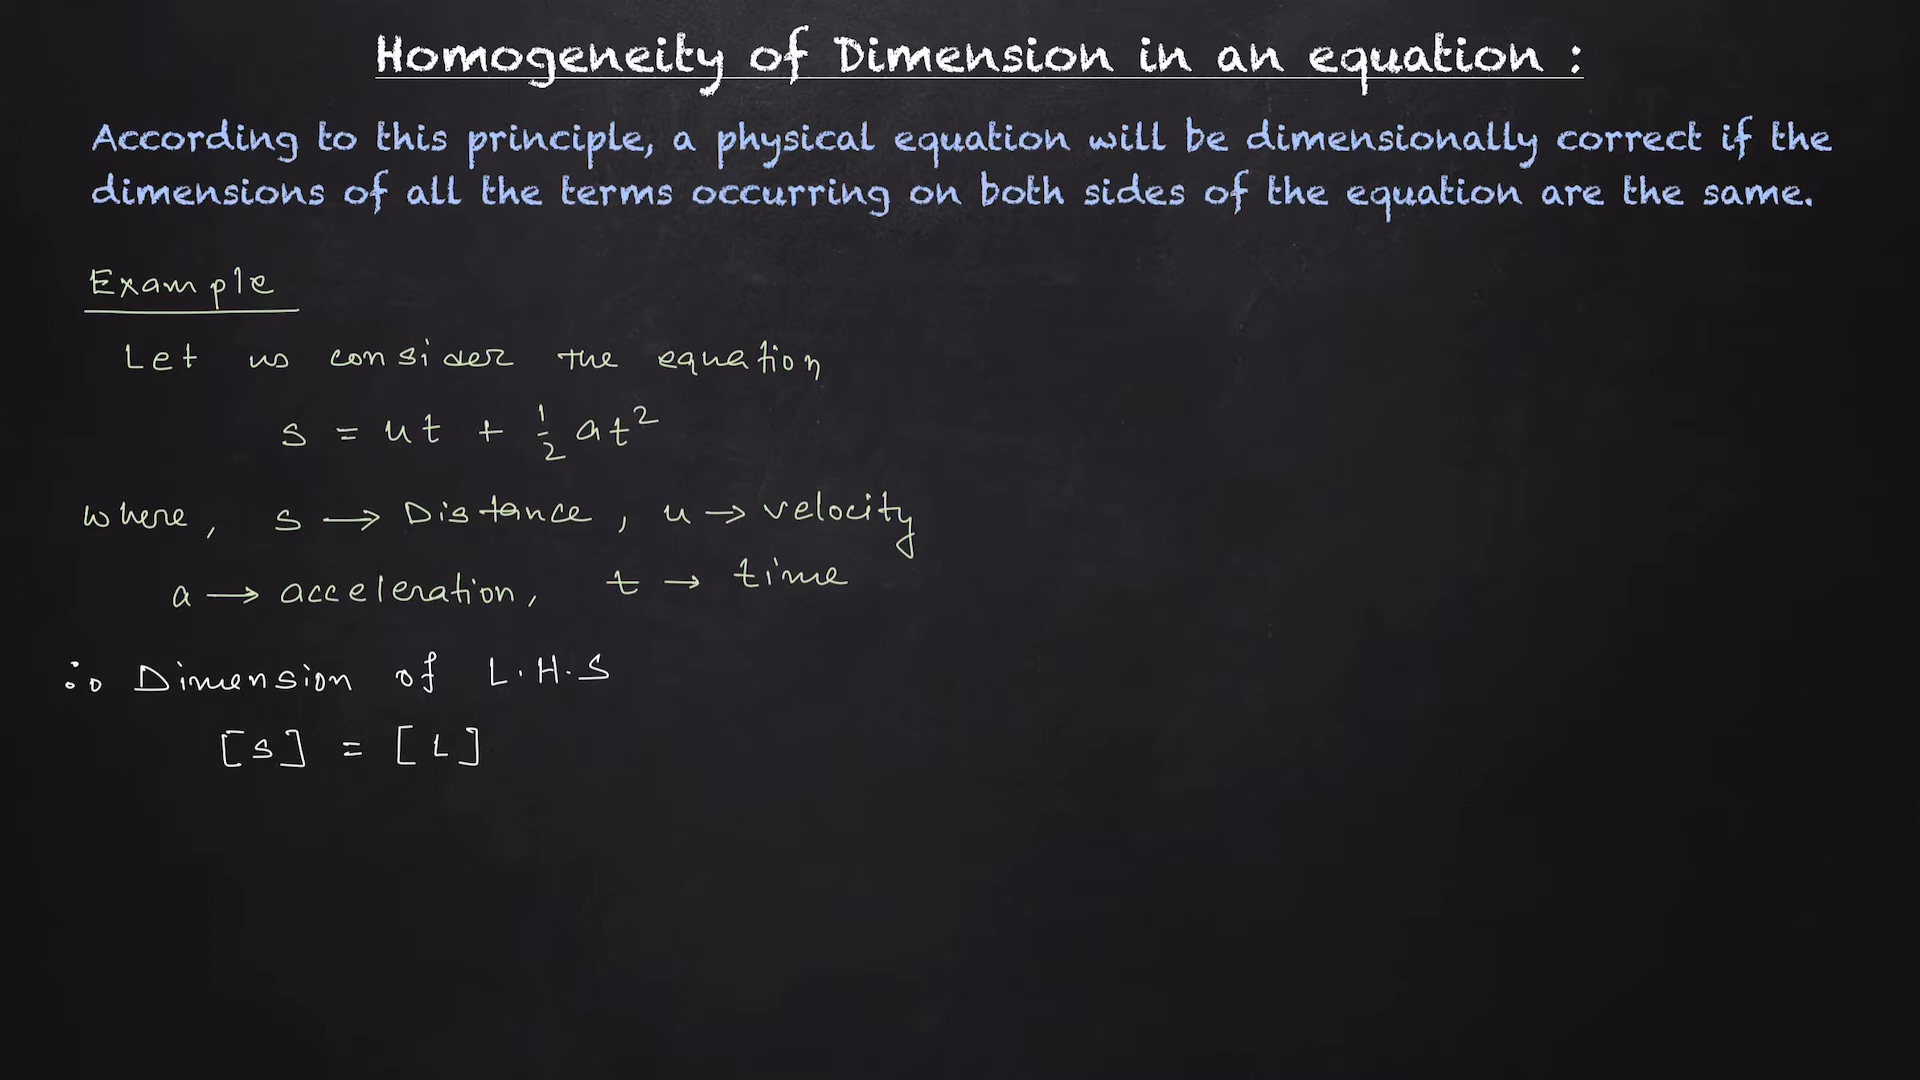 Homogeneity of Dimension in an equation :
According to this principle, a physical equation will be dimensionally correct if the
dimensions of all the terms occurring on both sides of the equation are the same.
Example
Let us consider the equation
s = ut + 1/2 at²
where, s → Distance, u → velocity
a → acceleration, t → time
∴ Dimension of L.H.S
[s] = [L]